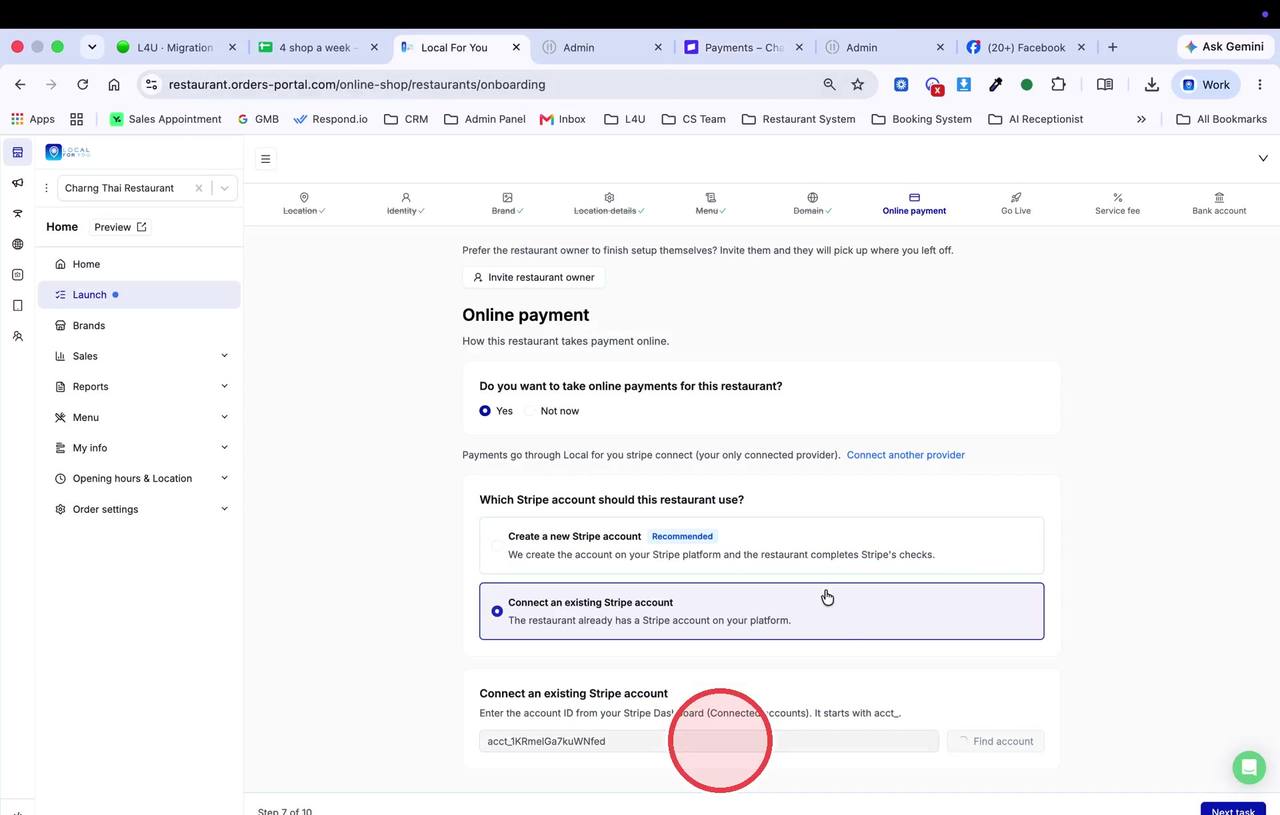 L4U - Migration
4 shop a week –
Local For You
Admin
Payments – Cha
Admin
(20+) Facebook
Ask Gemini
restaurant.orders-portal.com/online-shop/restaurants/onboarding
Work
Apps
Sales Appointment
GMB
Respond.io
CRM
Admin Panel
Inbox
L4U
CS Team
Restaurant System
Booking System
AI Receptionist
All Bookmarks
LOCAL
FOR YOU
Charng Thai Restaurant
Home
Preview
Home
Launch
Brands
Sales
Reports
Menu
My info
Opening hours & Location
Order settings
Location
Identity
Brand
Location details
Menu
Domain
Online payment
Go Live
Service fee
Bank account
Prefer the restaurant owner to finish setup themselves? Invite them and they will pick up where you left off.
Invite restaurant owner
Online payment
How this restaurant takes payment online.
Do you want to take online payments for this restaurant?
Yes
Not now
Payments go through Local for you stripe connect (your only connected provider). Connect another provider
Which Stripe account should this restaurant use?
Create a new Stripe account Recommended
We create the account on your Stripe platform and the restaurant completes Stripe's checks.
Connect an existing Stripe account
The restaurant already has a Stripe account on your platform.
Connect an existing Stripe account
Enter the account ID from your Stripe Dashboard (Connected accounts). It starts with acct_.
acct_1KRmelGa7kuWNfed
Find account
Step 7 of 10
Next task